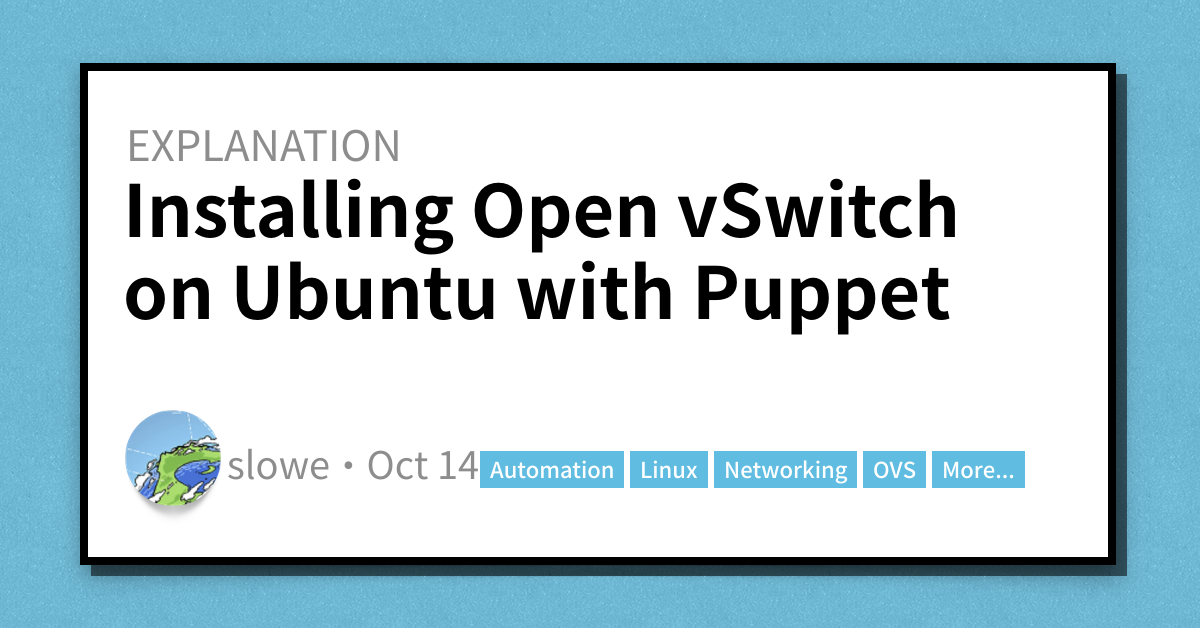 EXPLANATION
Installing Open vSwitch
on Ubuntu with Puppet
slowe • Oct 14 Automation Linux Networking OVS More...